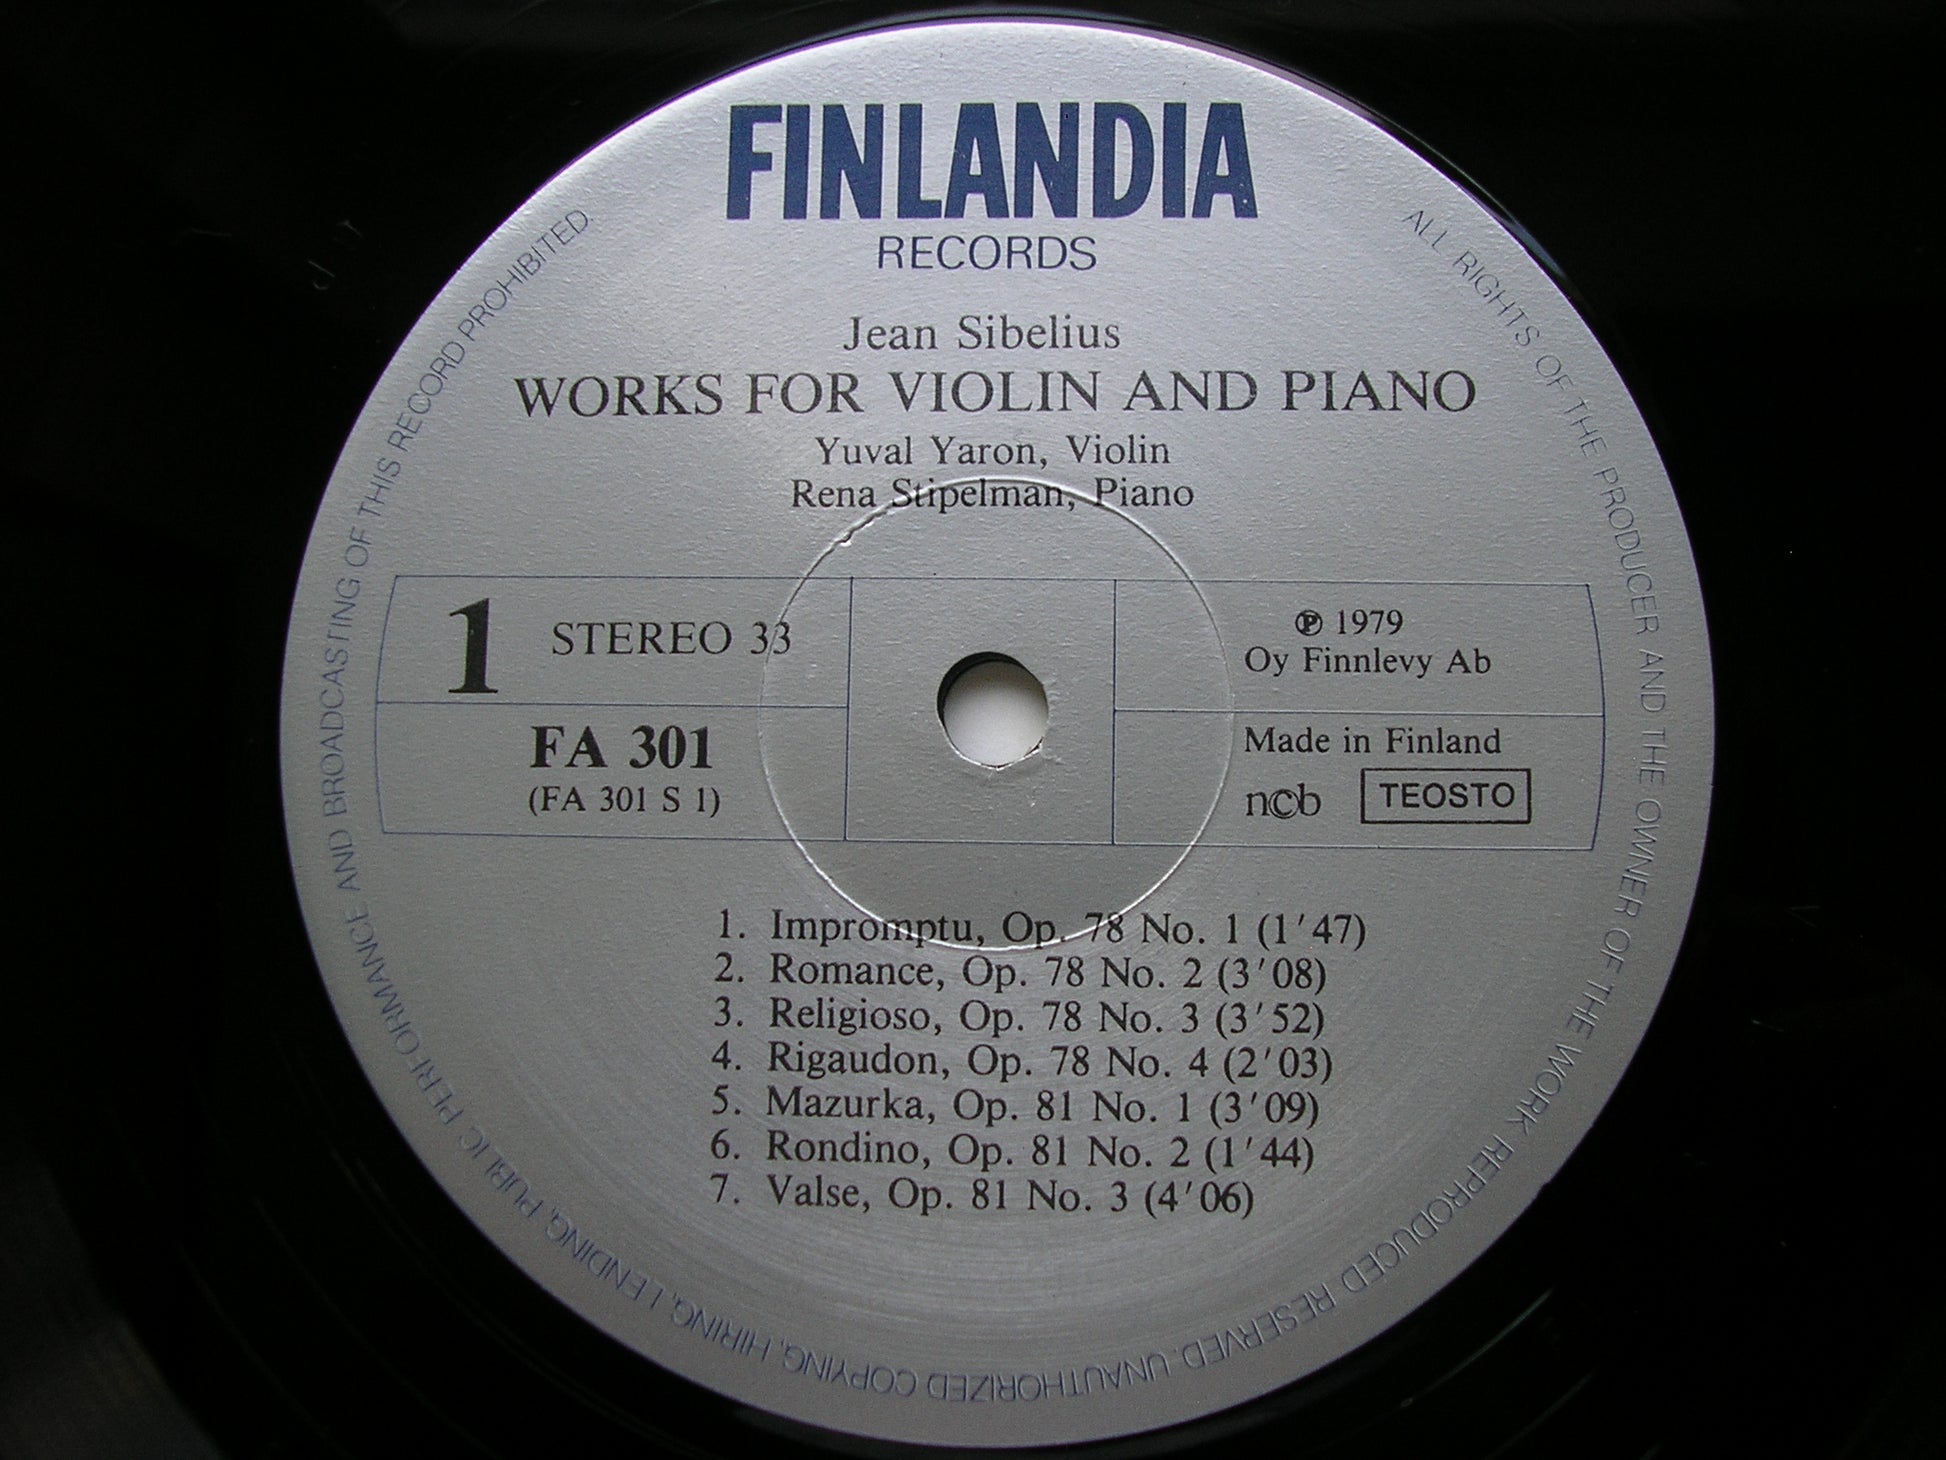 FINLANDIA
RECORDS
Jean Sibelius
WORKS FOR VIOLIN AND PIANO
Yuval Yaron, Violin
Rena Stipelman, Piano
1 STEREO 33
FA 301
(FA 301 S 1)
℗ 1979
Oy Finnlevy Ab
Made in Finland
ncb TEOSTO
1. Impromptu, Op. 78 No. 1 (1'47)
2. Romance, Op. 78 No. 2 (3'08)
3. Religioso, Op. 78 No. 3 (3'52)
4. Rigaudon, Op. 78 No. 4 (2'03)
5. Mazurka, Op. 81 No. 1 (3'09)
6. Rondino, Op. 81 No. 2 (1'44)
7. Valse, Op. 81 No. 3 (4'06)
ALL RIGHTS OF THE PRODUCER AND THE OWNER OF THE WORK REPRODUCED RESERVED. UNAUTHORIZED COPYING, HIRING, LENDING, PUBLIC PERFORMANCE AND BROADCASTING OF THIS RECORD PROHIBITED.